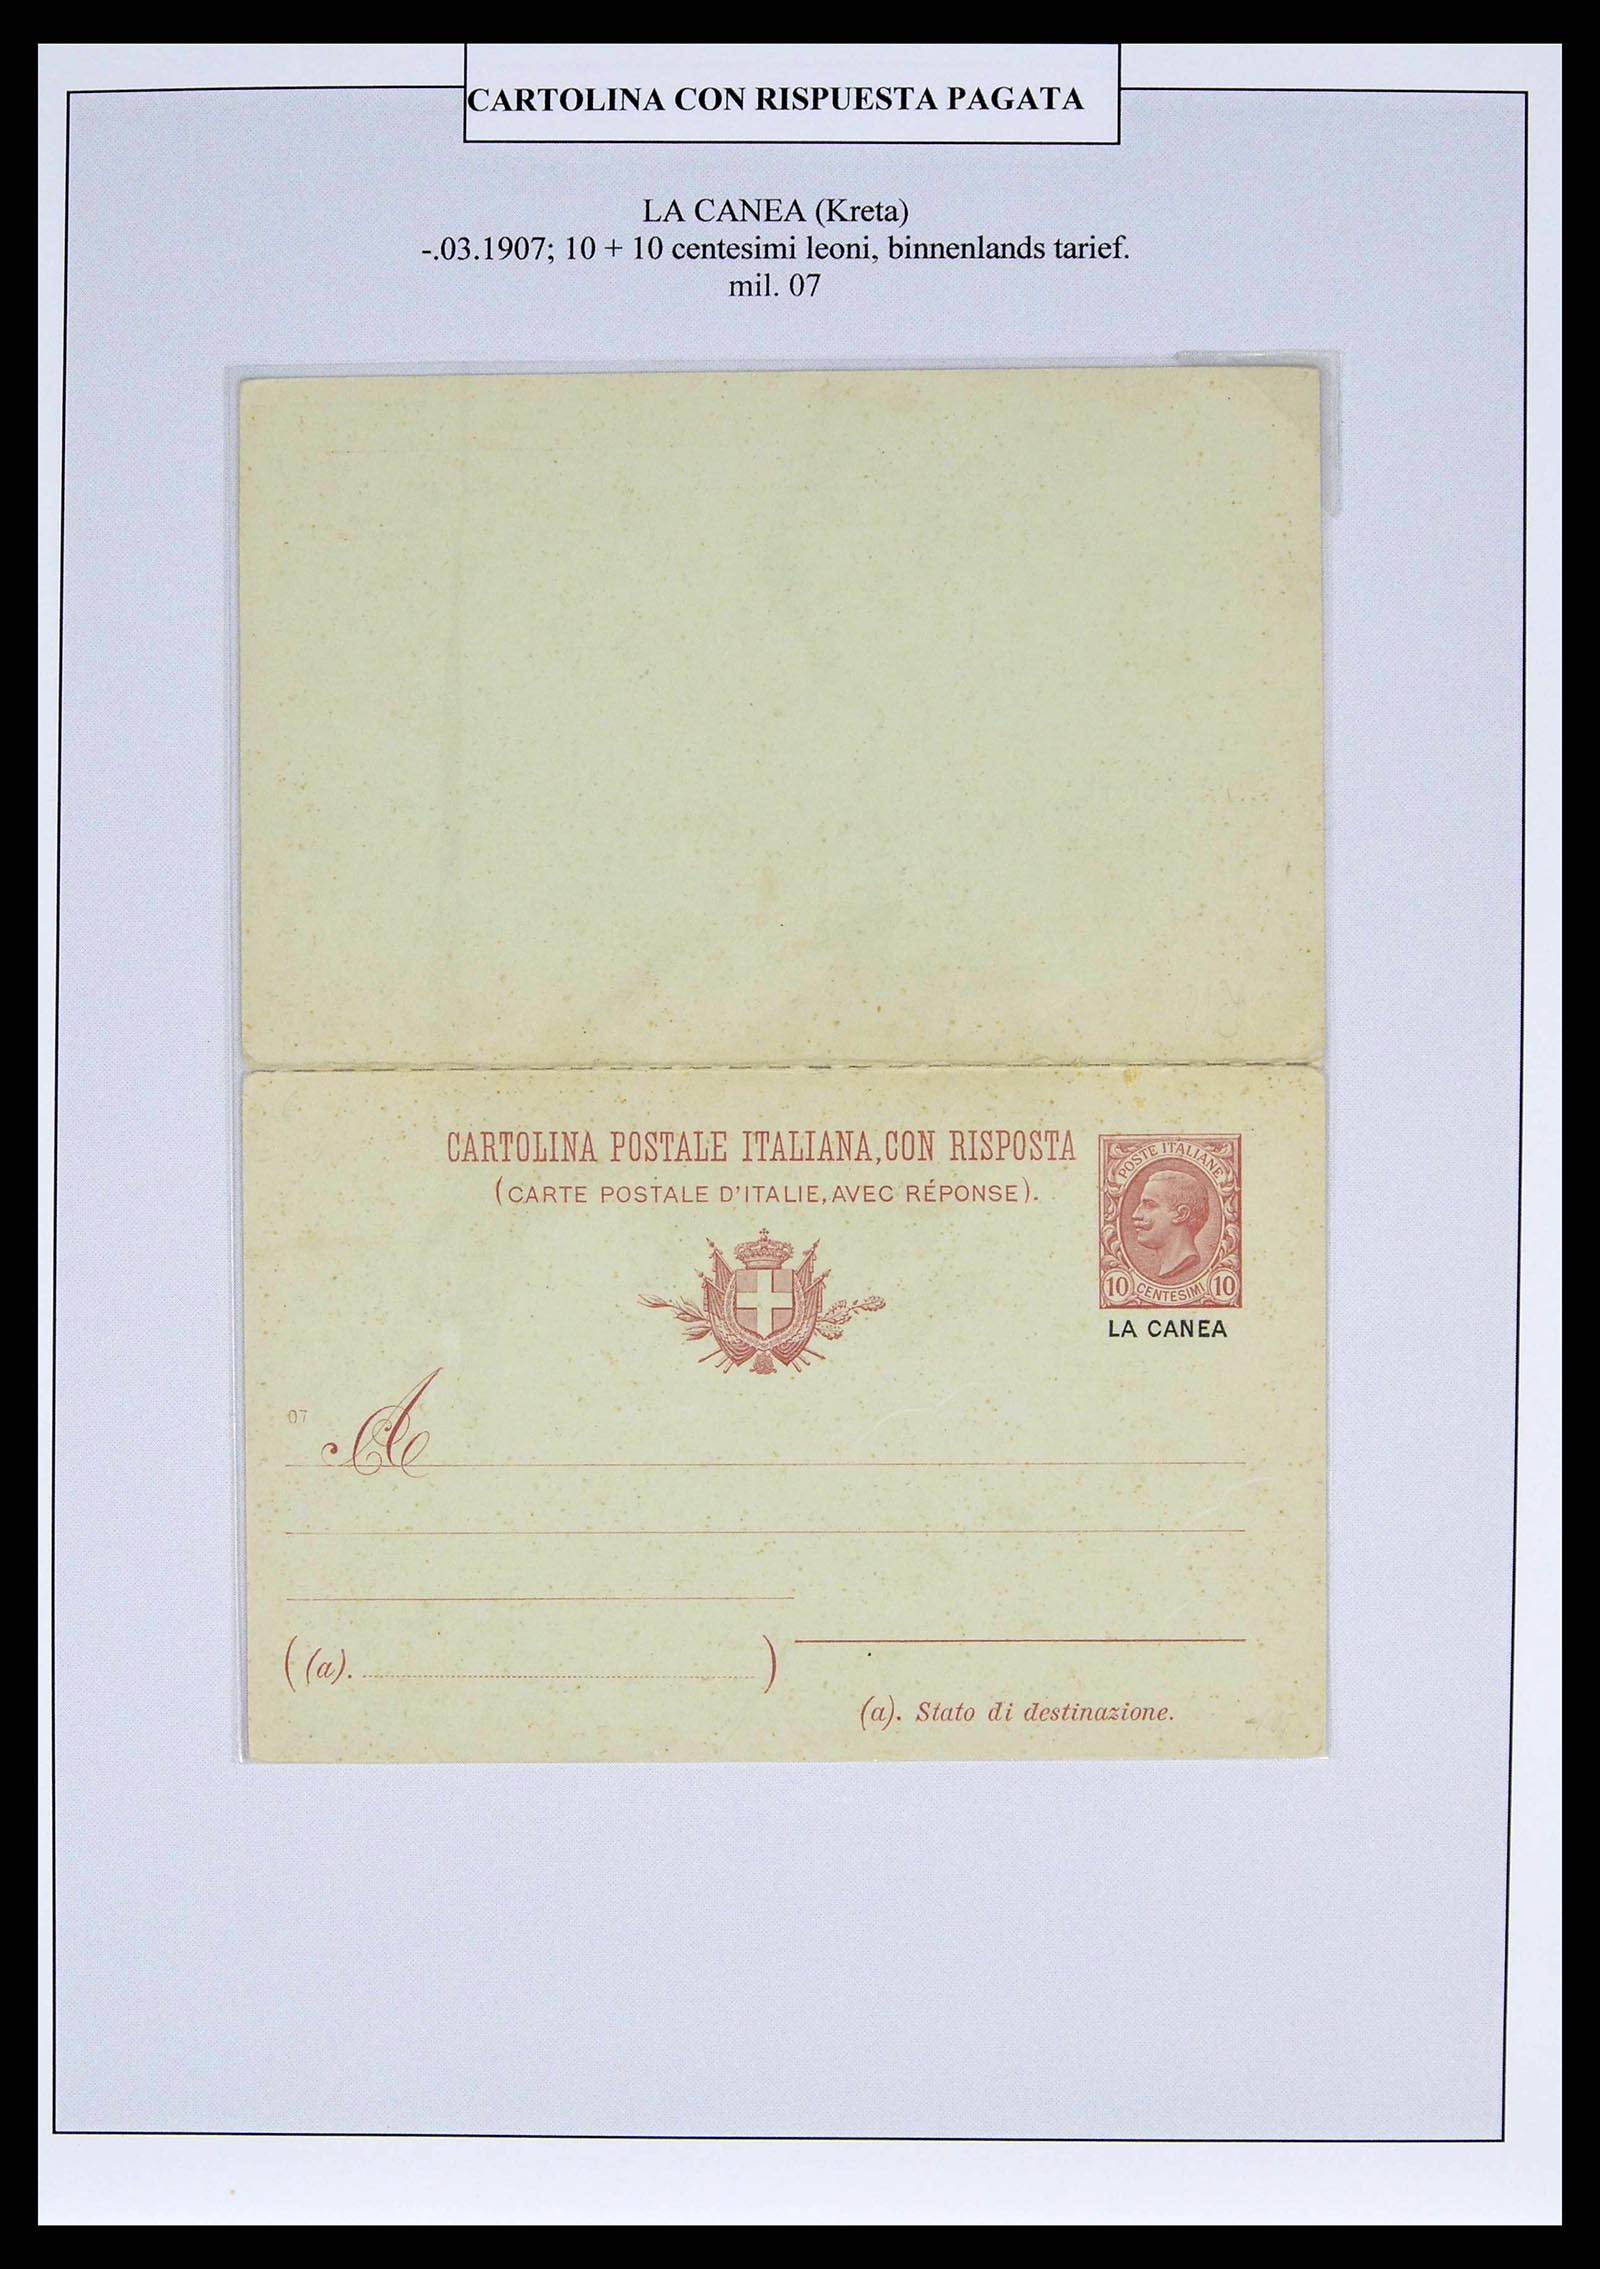 CARTOLINA CON RISPUESTA PAGATA
LA CANEA (Kreta)
-.03.1907; 10 + 10 centesimi leoni, binnenlands tarief.
mil. 07
CARTOLINA POSTALE ITALIANA, CON RISPOSTA
(CARTE POSTALE D'ITALIE, AVEC RÉPONSE).
POSTE ITALIANE
10 CENTESIMI 10
LA CANEA
07
A
((a). )
(a). Stato di destinazione.